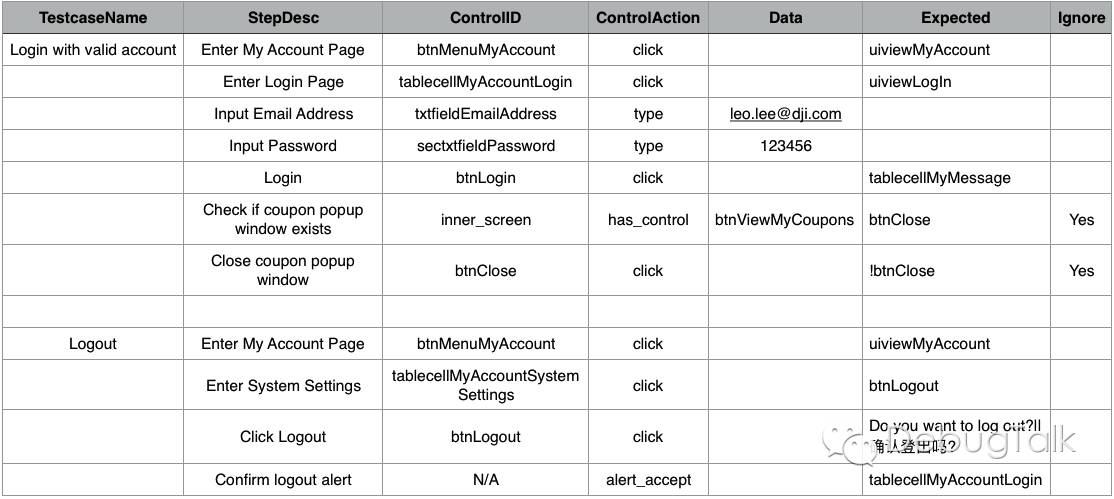 TestcaseName StepDesc ControlID ControlAction Data Expected Ignore
Login with valid account Enter My Account Page btnMenuMyAccount click uiviewMyAccount
Enter Login Page tablecellMyAccountLogin click uiviewLogIn
Input Email Address txtfieldEmailAddress type leo.lee@dji.com
Input Password sectxtfieldPassword type 123456
Login btnLogin click tablecellMyMessage
Check if coupon popup
window exists inner_screen has_control btnViewMyCoupons btnClose Yes
Close coupon popup
window btnClose click !btnClose Yes
Logout Enter My Account Page btnMenuMyAccount click uiviewMyAccount
Enter System Settings tablecellMyAccountSystem
Settings click btnLogout
Click Logout btnLogout click Do you want to log out?||
确认登出吗?
DebugTalk
Confirm logout alert N/A alert_accept tablecellMyAccountLogin